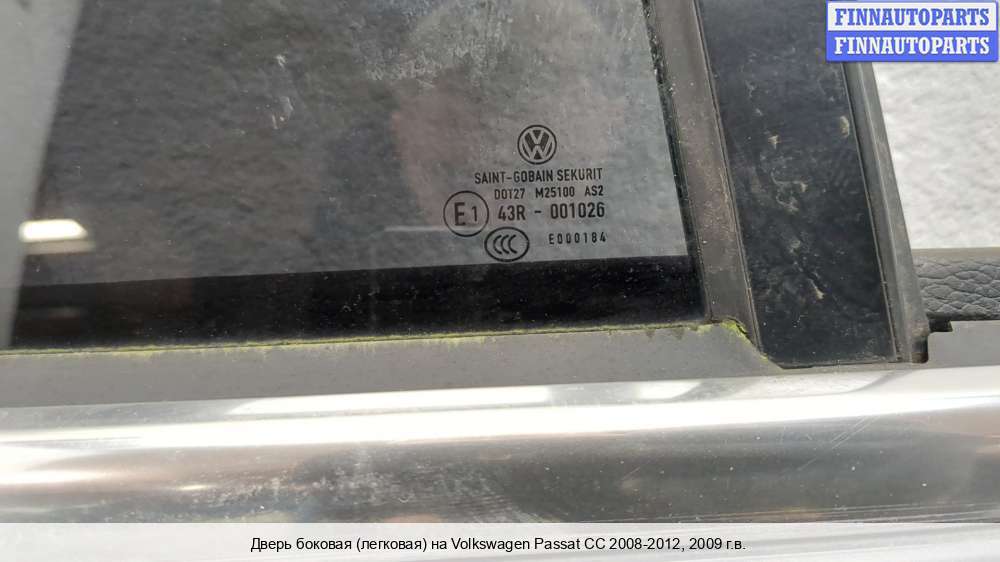 FINNAUTOPARTS
FINNAUTOPARTS
SAINT-GOBAIN SEKURIT
DOT27 M25100 AS2
E1 43R - 001026
CCC E000184
Дверь боковая (легковая) на Volkswagen Passat CC 2008-2012, 2009 г.в.